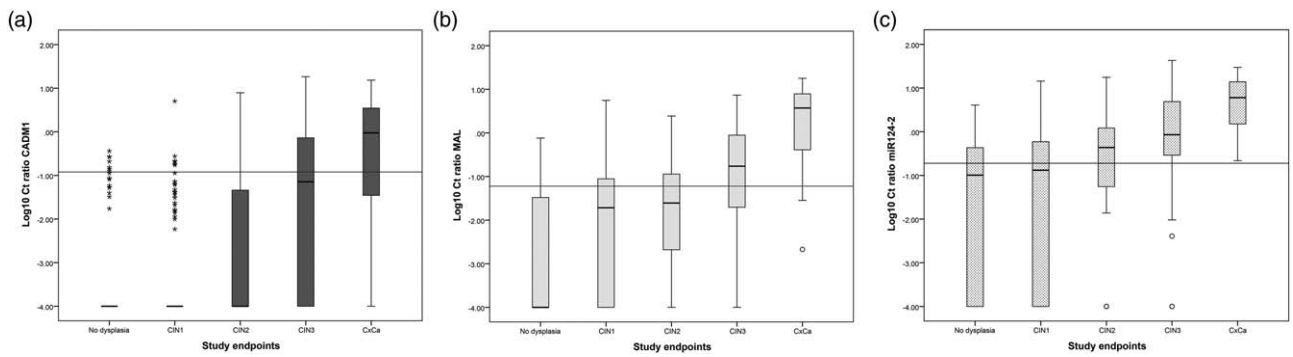 (a)
Log10 Ct ratio CADM1
2.00
1.00
.00
-1.00
-2.00
-3.00
-4.00
No dysplasia CIN1 CIN2 CIN3 CxCa
Study endpoints
(b)
Log10 Ct ratio MAL
2.00
1.00
.00
-1.00
-2.00
-3.00
-4.00
No dysplasia CIN1 CIN2 CIN3 CxCa
Study endpoints
(c)
Log10 Ct ratio miR124-2
2.00
1.00
.00
-1.00
-2.00
-3.00
-4.00
No dysplasia CIN1 CIN2 CIN3 CxCa
Study endpoints